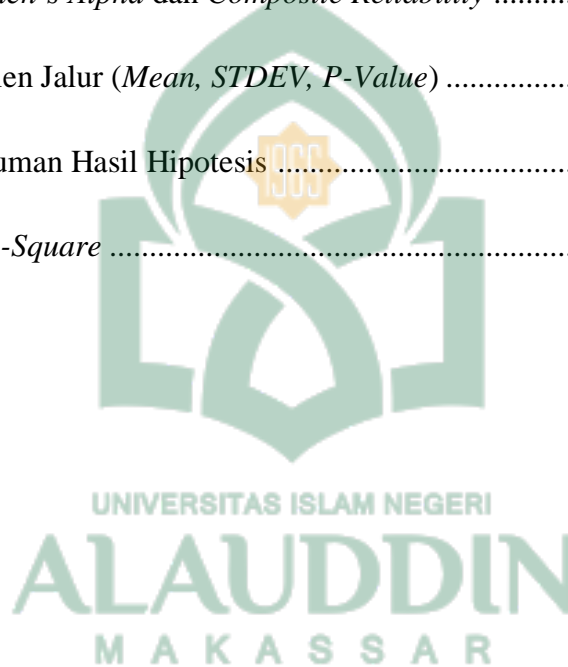 en's Alpha dan Composite Reliability ............
ien Jalur (Mean, STDEV, P-Value) ................
uman Hasil Hipotesis .....................................
-Square ..........................................................
1965
UNIVERSITAS ISLAM NEGERI
ALAUDDIN
MAKASSAR